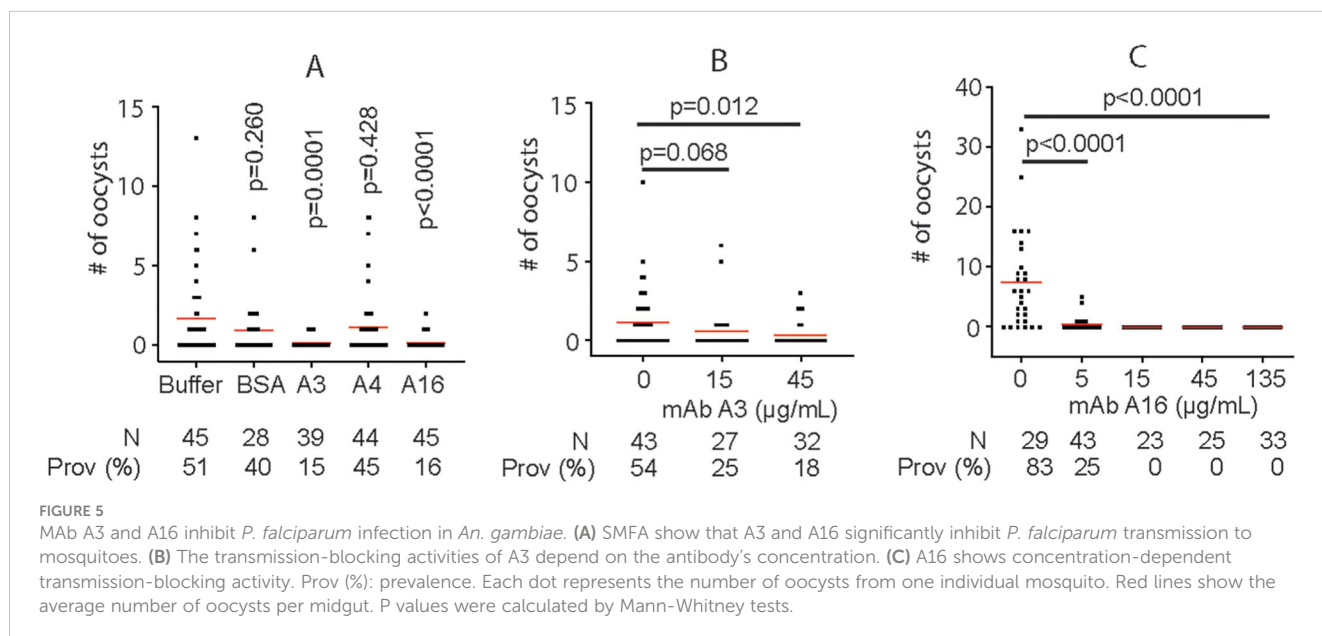 A
15
10
5
0
# of oocysts
p=0.260
p=0.0001
p=0.428
p<0.0001
Buffer BSA A3 A4 A16
N 45 28 39 44 45
Prov (%) 51 40 15 45 16
B
15
10
5
0
# of oocysts
p=0.012
p=0.068
0 15 45
mAb A3 (µg/mL)
N 43 27 32
Prov (%) 54 25 18
C
40
30
20
10
0
# of oocysts
p<0.0001
p<0.0001
0 5 15 45 135
mAb A16 (µg/mL)
N 29 43 23 25 33
Prov (%) 83 25 0 0 0
FIGURE 5
MAb A3 and A16 inhibit P. falciparum infection in An. gambiae. (A) SMFA show that A3 and A16 significantly inhibit P. falciparum transmission to
mosquitoes. (B) The transmission-blocking activities of A3 depend on the antibody's concentration. (C) A16 shows concentration-dependent
transmission-blocking activity. Prov (%): prevalence. Each dot represents the number of oocysts from one individual mosquito. Red lines show the
average number of oocysts per midgut. P values were calculated by Mann-Whitney tests.